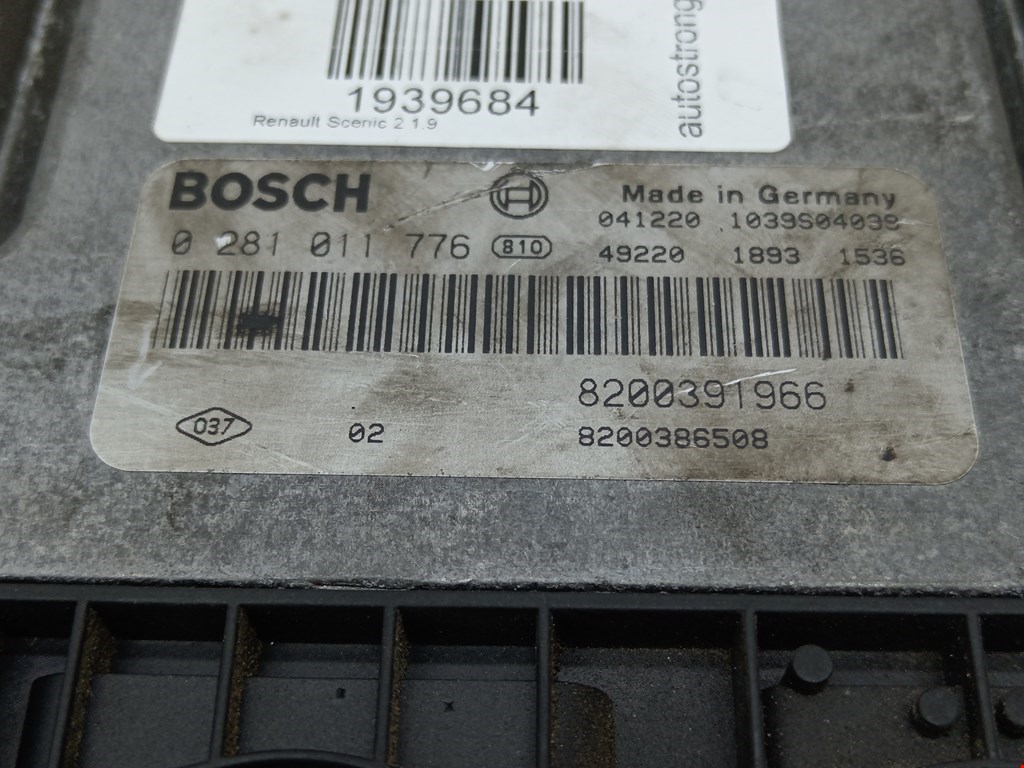 1939684
Renault Scenic 2 1.9
autostrong
BOSCH
Made in Germany
041220 1039S04038
0 281 011 776 810
49220 1893 1536
8200391966
037 02 8200386508